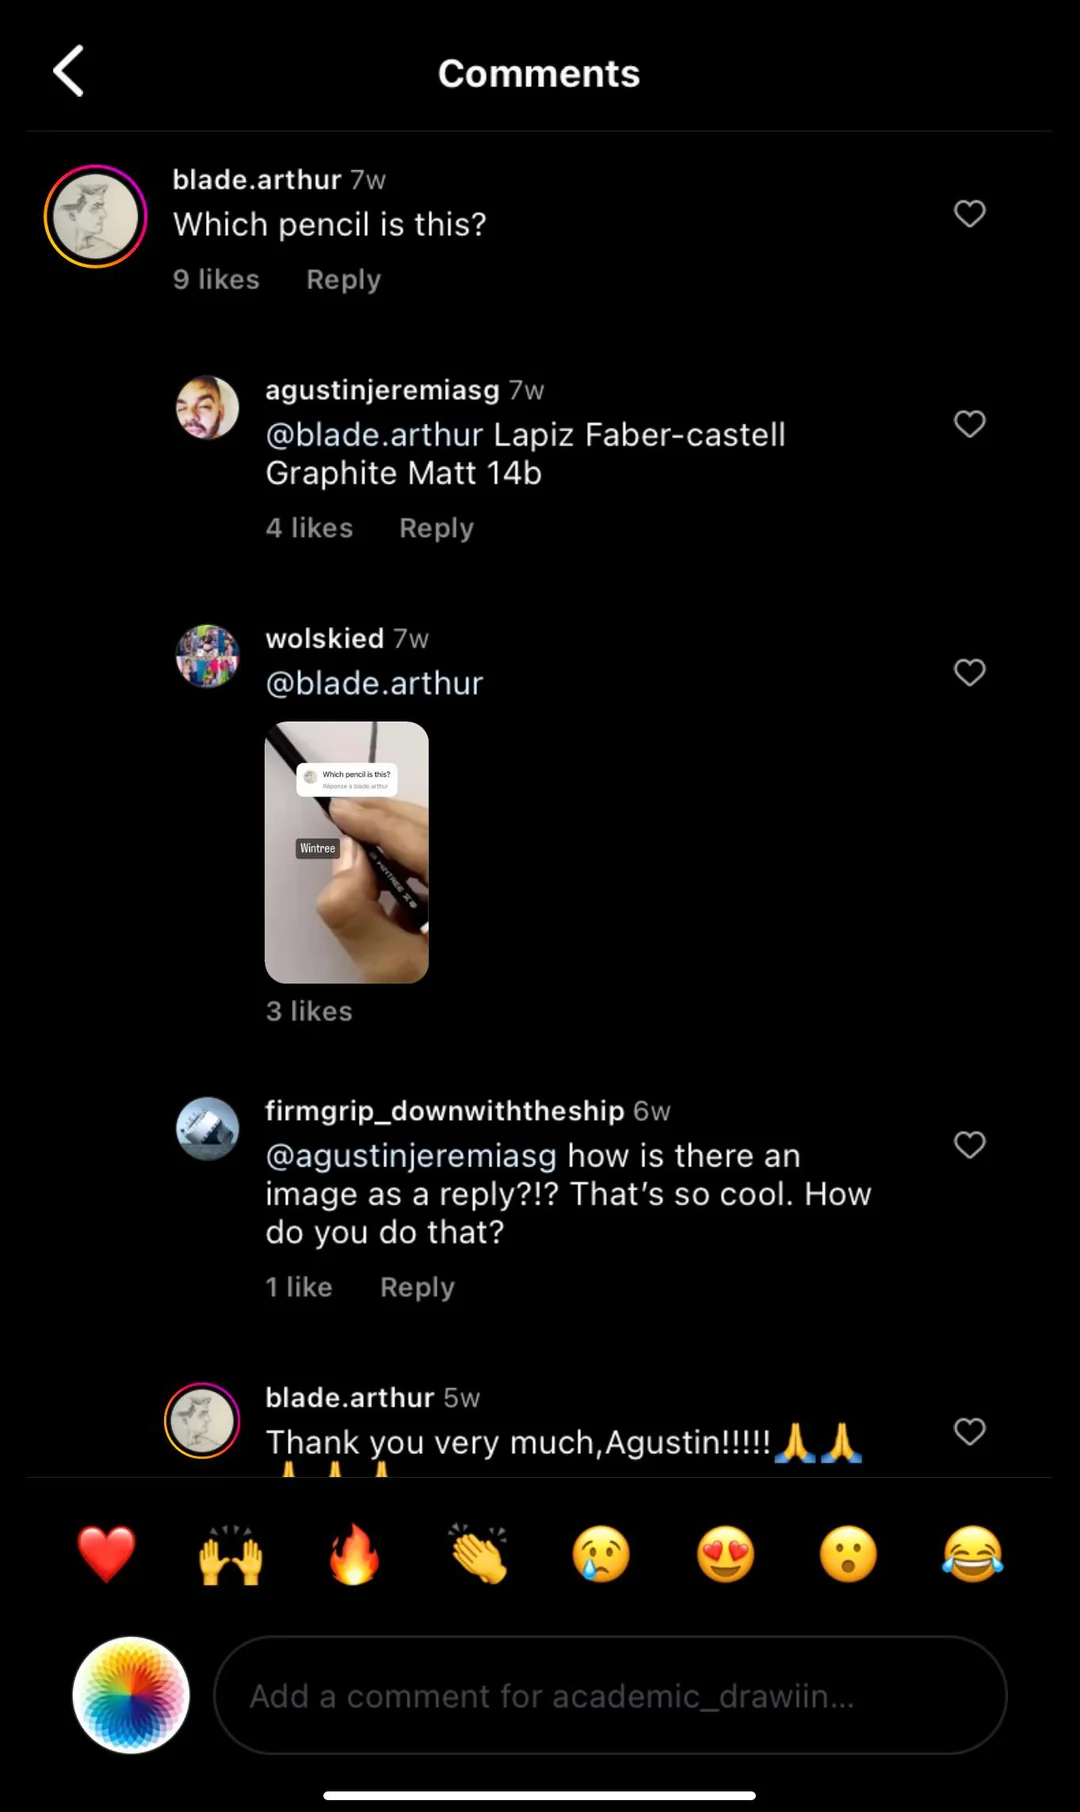 Comments
blade.arthur 7w
Which pencil is this?
9 likes Reply
agustinjeremiasg 7w
@blade.arthur Lapiz Faber-castell
Graphite Matt 14b
4 likes Reply
wolskied 7w
@blade.arthur
Which pencil is this?
Réponse à blade.arthur
Wintree
3 likes
firmgrip_downwiththeship 6w
@agustinjeremiasg how is there an
image as a reply?!? That’s so cool. How
do you do that?
1 like Reply
blade.arthur 5w
Thank you very much,Agustin!!!!!🙏🙏
Add a comment for academic_drawiin...